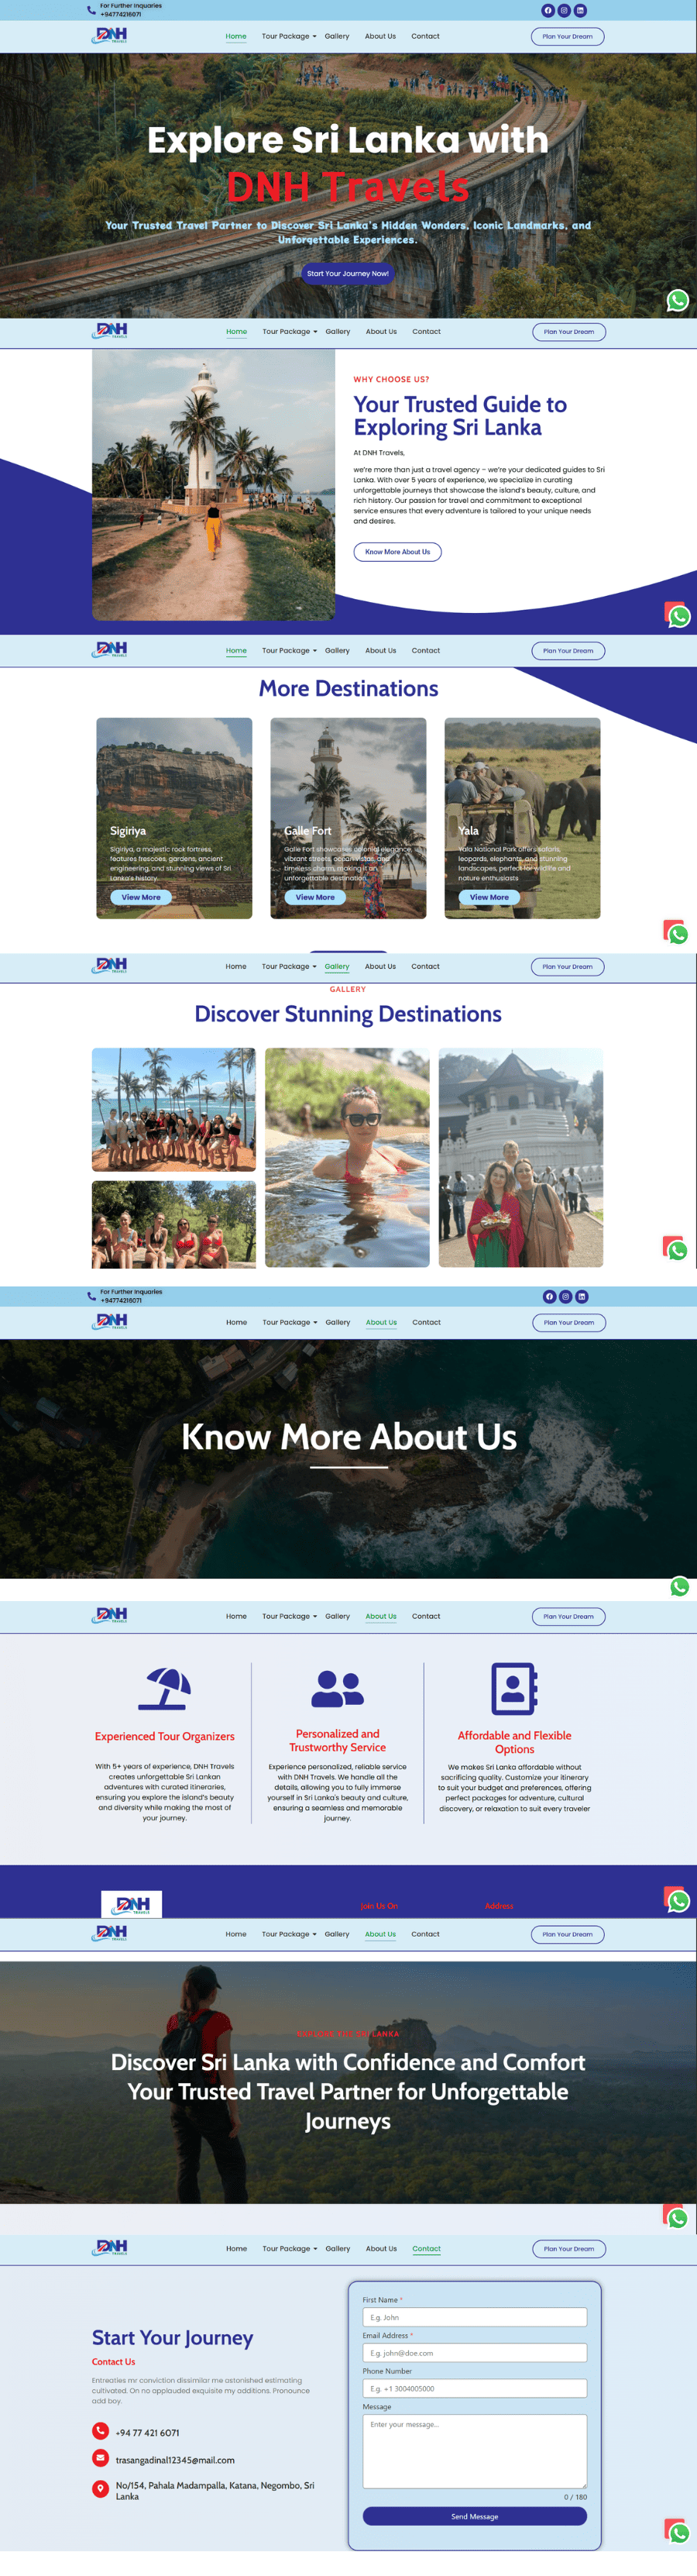 For Further Inquaries
+94774216071
DNH
TRAVELS
Home
Tour Package
Gallery
About Us
Contact
Plan Your Dream
Explore Sri Lanka with
DNH Travels
Your Trusted Travel Partner to Discover Sri Lanka's Hidden Wonders, Iconic Landmarks, and
Unforgettable Experiences.
Start Your Journey Now!
DNH
TRAVELS
Home
Tour Package
Gallery
About Us
Contact
Plan Your Dream
WHY CHOOSE US?
Your Trusted Guide to
Exploring Sri Lanka
At DNH Travels,
we're more than just a travel agency – we're your dedicated guides to Sri
Lanka. With over 5 years of experience, we specialize in curating
unforgettable journeys that showcase the island's beauty, culture, and
rich history. Our passion for travel and commitment to exceptional
service ensures that every adventure is tailored to your unique needs
and desires.
Know More About Us
DNH
TRAVELS
Home
Tour Package
Gallery
About Us
Contact
Plan Your Dream
More Destinations
Sigiriya
Sigiriya, a majestic rock fortress,
features frescoes, gardens, ancient
engineering, and stunning views of Sri
Lanka's history.
View More
Galle Fort
Galle Fort showcases colonial elegance,
vibrant streets, ocean vistas, and
timeless charm, making it an
unforgettable destination.
View More
Yala
Yala National Park offers safaris,
leopards, elephants, and stunning
landscapes, perfect for wildlife and
nature enthusiasts
View More
DNH
TRAVELS
Home
Tour Package
Gallery
About Us
Contact
Plan Your Dream
GALLERY
Discover Stunning Destinations
For Further Inquaries
+94774216071
DNH
TRAVELS
Home
Tour Package
Gallery
About Us
Contact
Plan Your Dream
Know More About Us
DNH
TRAVELS
Home
Tour Package
Gallery
About Us
Contact
Plan Your Dream
Experienced Tour Organizers
With 5+ years of experience, DNH Travels
creates unforgettable Sri Lankan
adventures with curated itineraries,
ensuring you explore the island's beauty
and diversity while making the most of
your journey.
Personalized and
Trustworthy Service
Experience personalized, reliable service
with DNH Travels. We handle all the
details, allowing you to fully immerse
yourself in Sri Lanka's beauty and culture,
ensuring a seamless and memorable
journey.
Affordable and Flexible
Options
We makes Sri Lanka affordable without
sacrificing quality. Customize your itinerary
to suit your budget and preferences, offering
perfect packages for adventure, cultural
discovery, or relaxation to suit every traveler
DNH
TRAVELS
Join Us On
Address
DNH
TRAVELS
Home
Tour Package
Gallery
About Us
Contact
Plan Your Dream
LANKA
Discover Sri Lanka with Confidence and Comfort
Your Trusted Travel Partner for Unforgettable
Journeys
DNH
TRAVELS
Home
Tour Package
Gallery
About Us
Contact
Plan Your Dream
Start Your Journey
Contact Us
Entreaties mr conviction dissimilar me astonished estimating
cultivated. On no applauded exquisite my additions. Pronounce
add boy.
+94 77 421 6071
trasangadinal12345@mail.com
No/154, Pahala Madampalla, Katana, Negombo, Sri
Lanka
First Name *
E.g. John
Email Address *
E.g. john@doe.com
Phone Number
E.g. +1 3004005000
Message
Enter your message...
0 / 180
Send Message